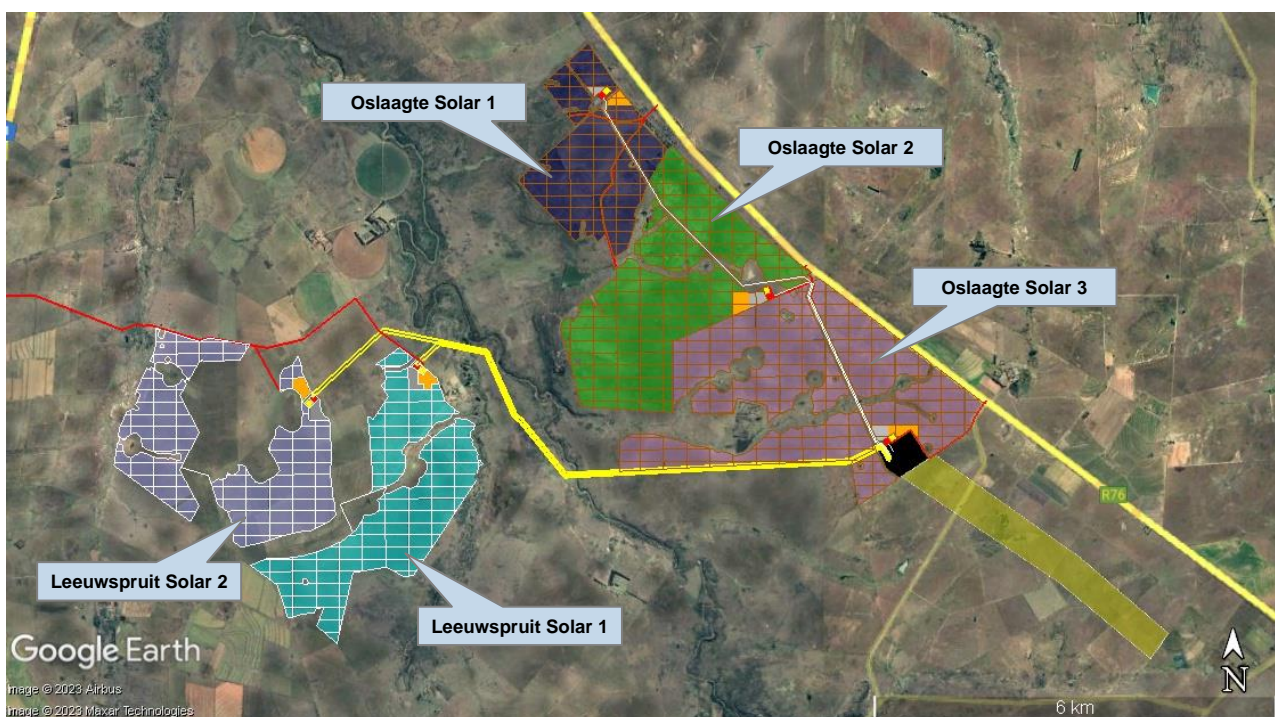 Oslaagte Solar 1
Oslaagte Solar 2
Oslaagte Solar 3
R76
Leeuwspruit Solar 2
Leeuwspruit Solar 1
Google Earth
Image © 2023 Airbus
Image © 2023 Maxar Technologies
N
6 km